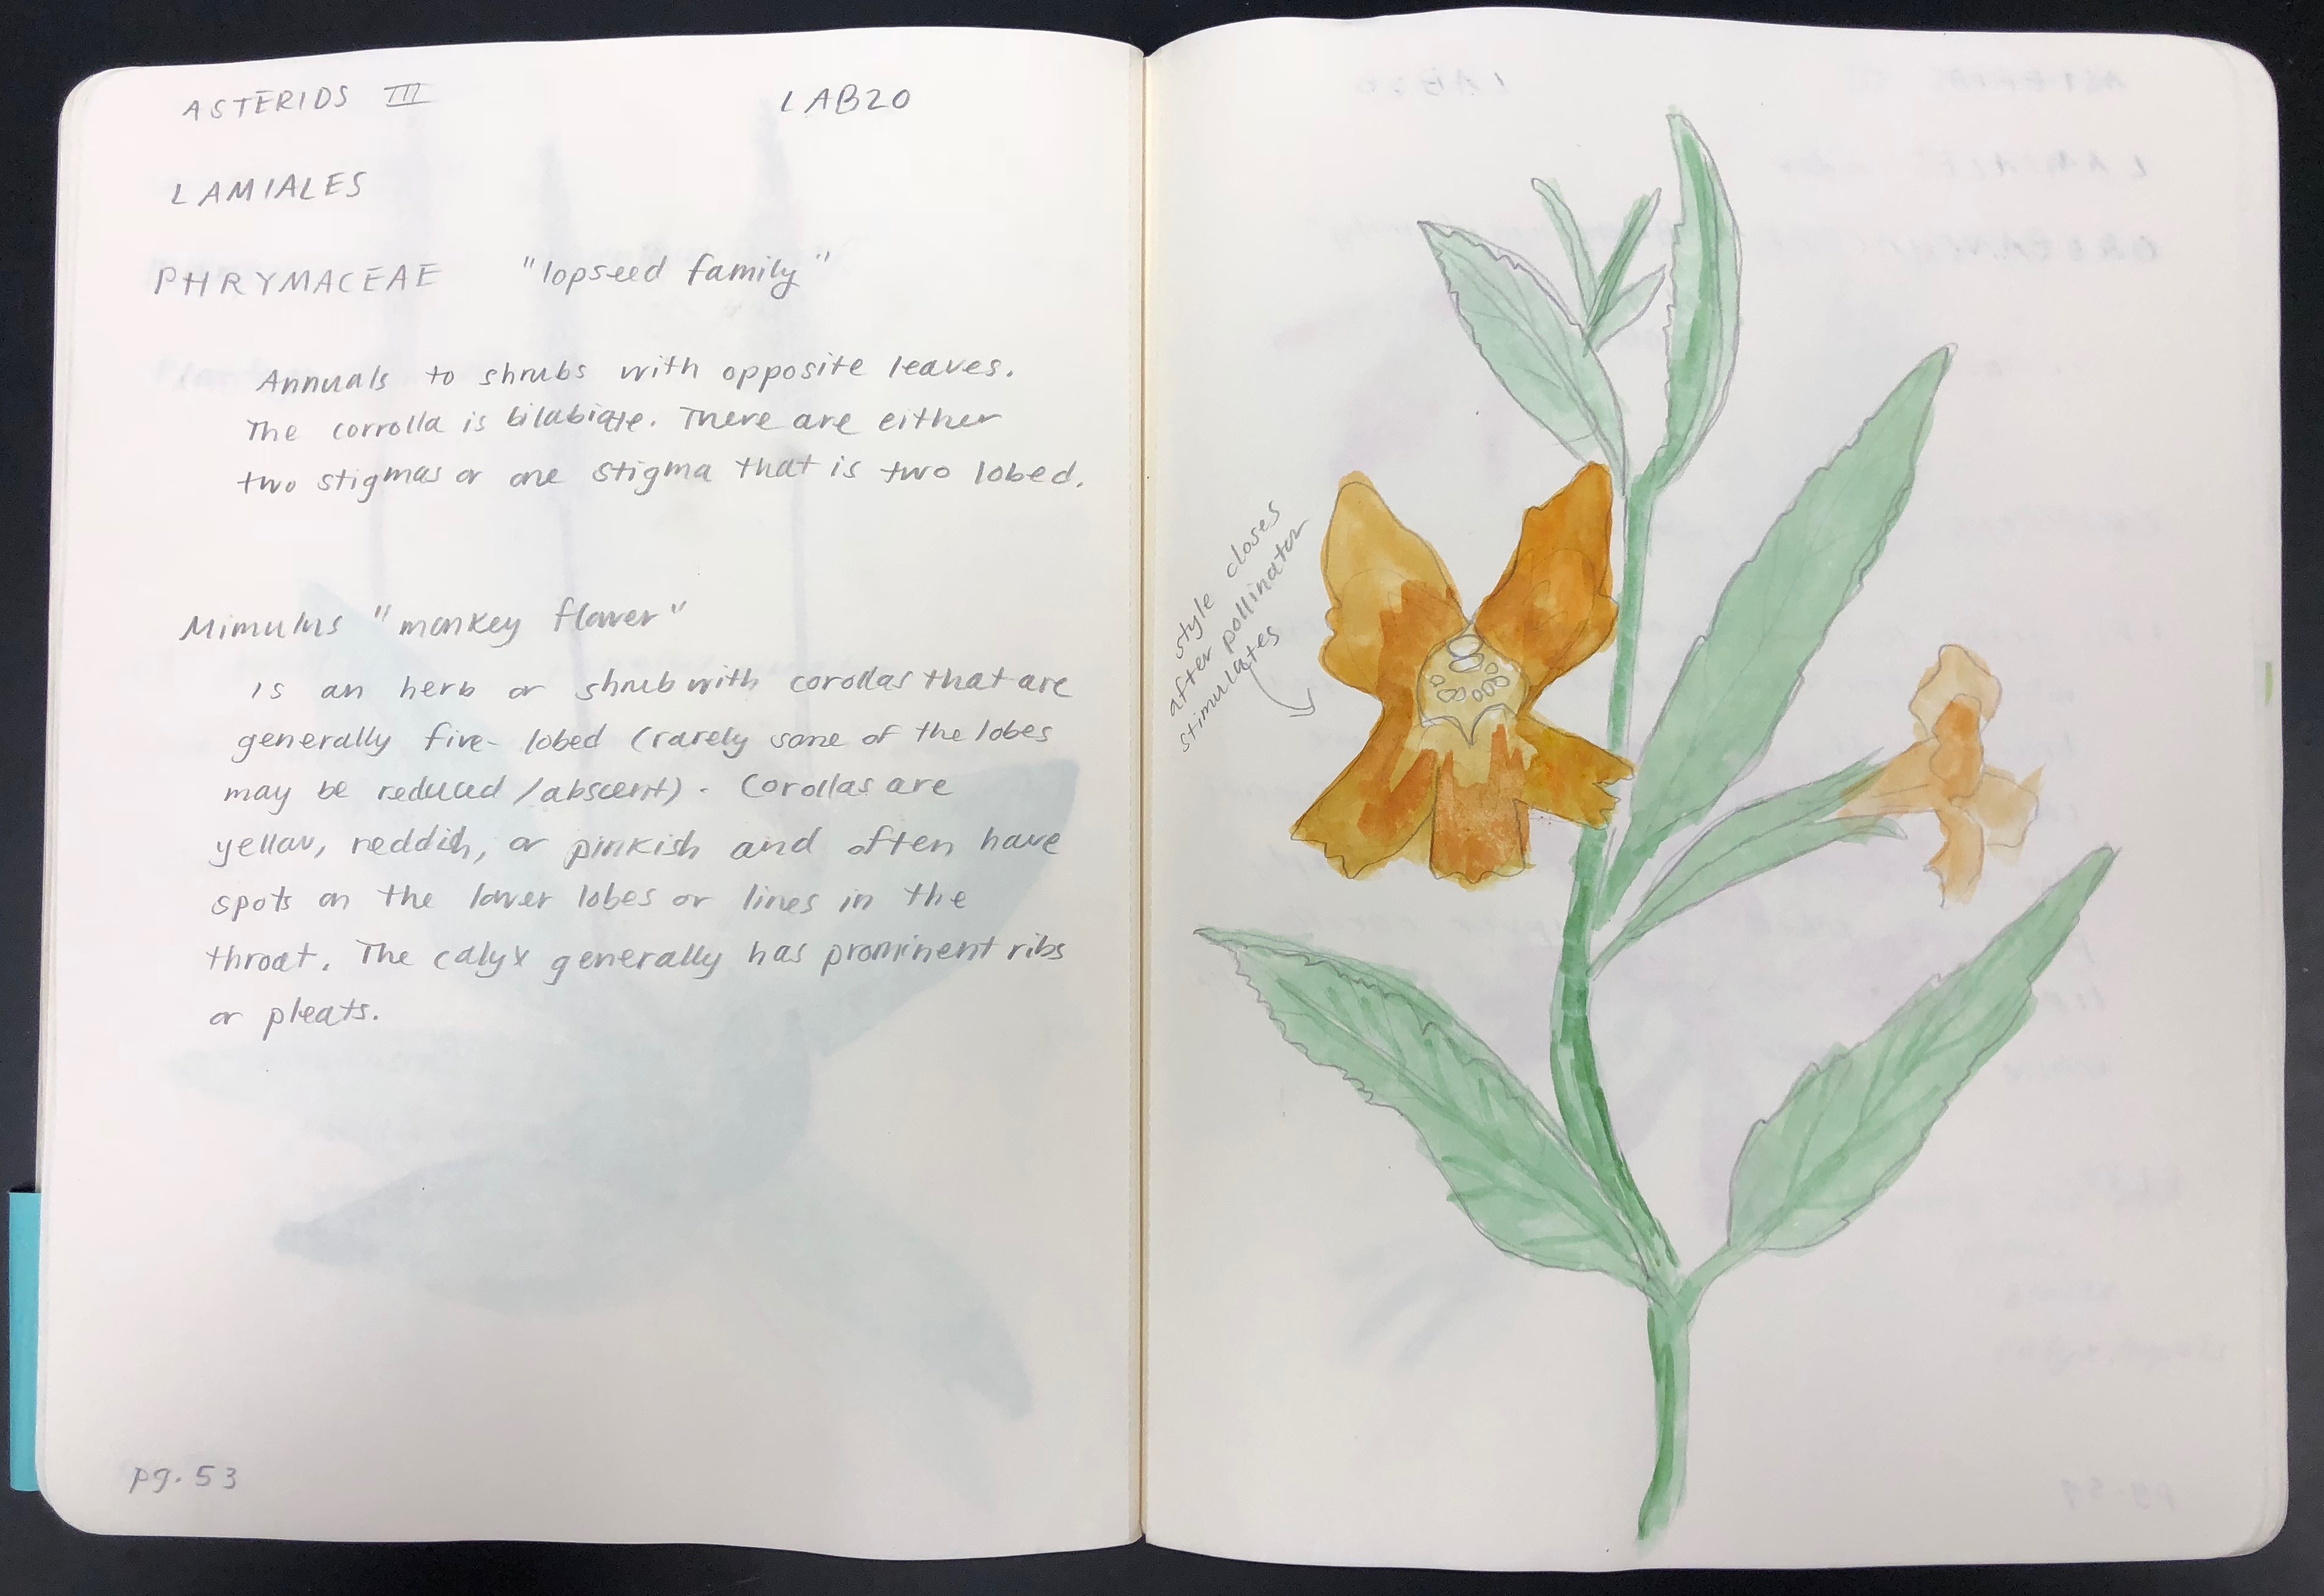 ASTERIDS III LAB20
LAMIALES
PHRYMACEAE "lopseed family"
Annuals to shrubs with opposite leaves.
The corrolla is bilabiate. There are either
two stigmas or one stigma that is two lobed.
Mimulus "monkey flower"
is an herb or shrub with corollas that are
generally five-lobed (rarely some of the lobes
may be reduced/abscent). Corollas are
yellow, reddish, or pinkish and often have
spots on the lower lobes or lines in the
throat. The calyx generally has prominent ribs
or pleats.
pg. 53
style closes
after pollinator
stimulates